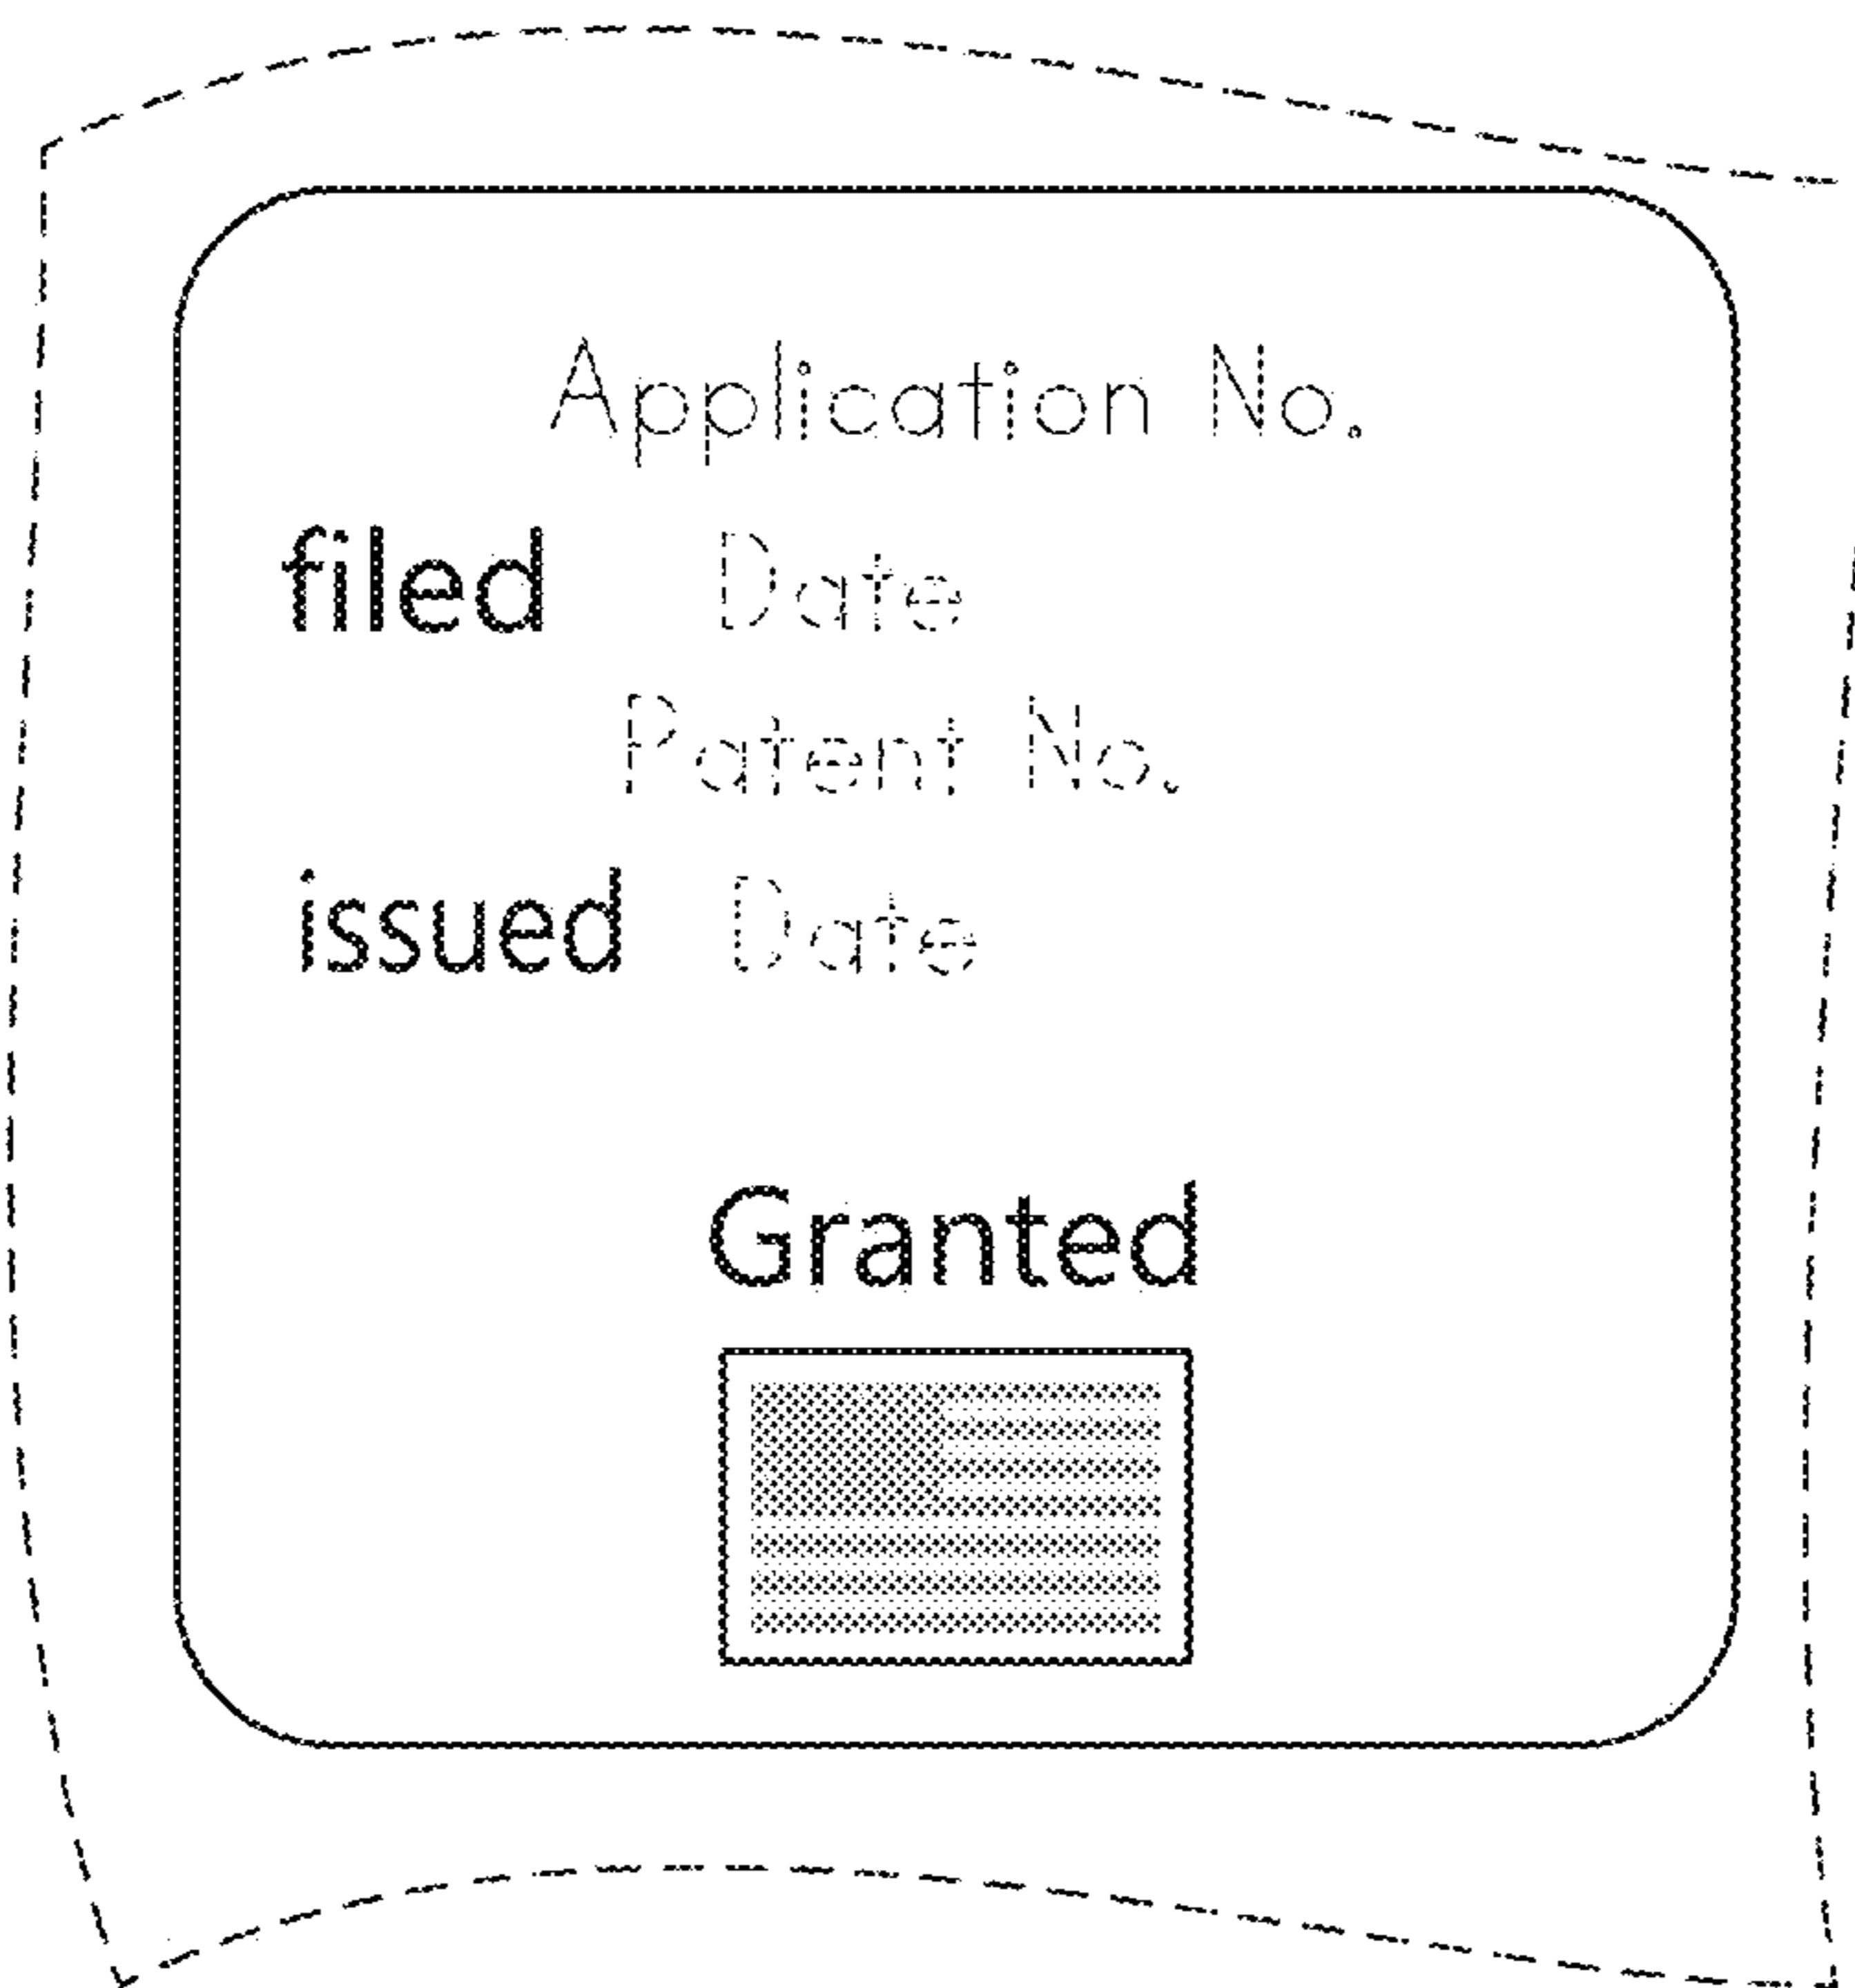 Application No.
filed Date
Patent No.
issued Date
Granted